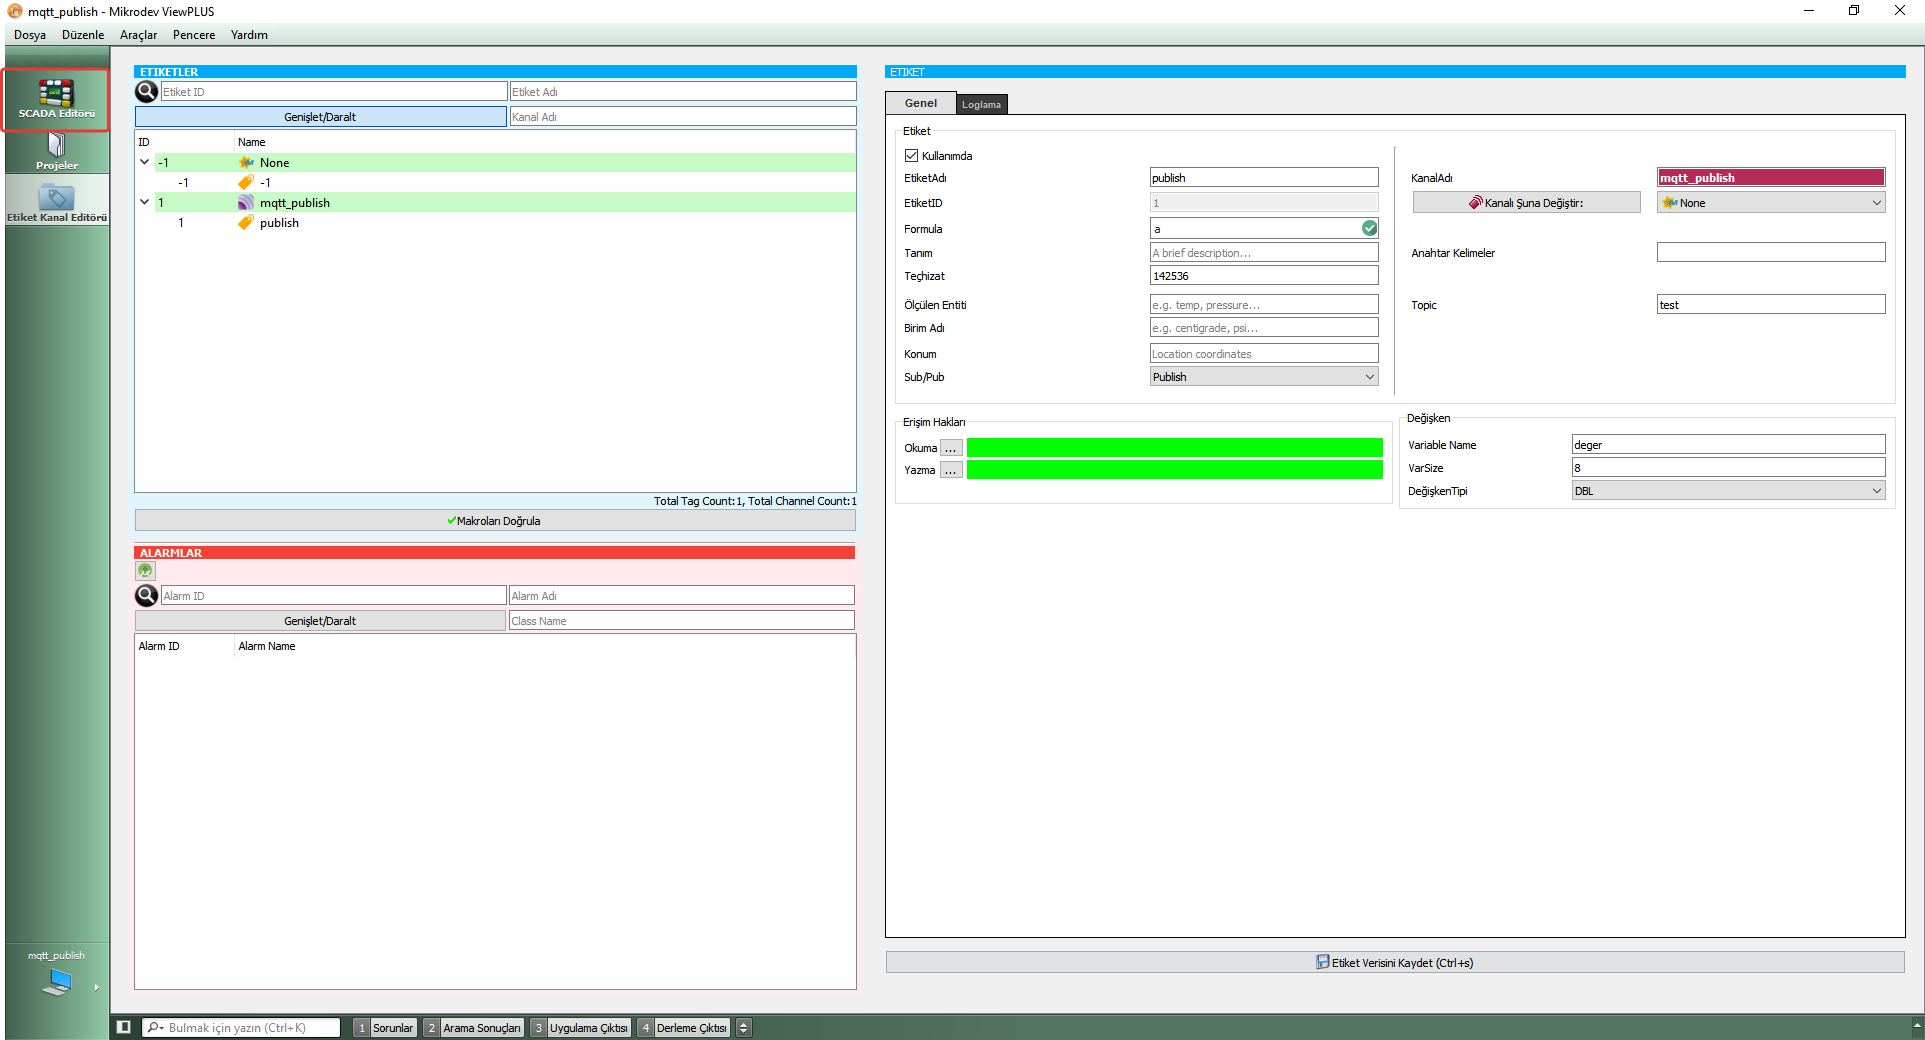 mqtt_publish - Mikrodev ViewPLUS
Dosya Düzenle Araçlar Pencere Yardım
SCADA Editörü
Projeler
Etiket Kanal Editörü
mqtt_publish
ETIKETLER
Etiket ID Etiket Adı
Genişlet/Daralt Kanal Adı
ID Name
-1 None
-1 -1
1 mqtt_publish
1 publish
Total Tag Count:1, Total Channel Count:1
Makroları Doğrula
ALARMLAR
Alarm ID Alarm Adı
Genişlet/Daralt Class Name
Alarm ID Alarm Name
ETIKET
Genel Loglama
Etiket
Kullanımda
EtiketAdı publish KanalAdı mqtt_publish
EtiketID 1 Kanalı Şuna Değiştir: None
Formula a
Tanım A brief description... Anahtar Kelimeler
Teçhizat 142536
Ölçülen Entiti e.g. temp, pressure... Topic test
Birim Adı e.g. centigrade, psi...
Konum Location coordinates
Sub/Pub Publish
Erişim Hakları
Okuma ...
Yazma ...
Değişken
Variable Name deger
VarSize 8
DeğişkenTipi DBL
Etiket Verisini Kaydet (Ctrl+s)
Bulmak için yazın (Ctrl+K) 1 Sorunlar 2 Arama Sonuçları 3 Uygulama Çıktısı 4 Derleme Çıktısı